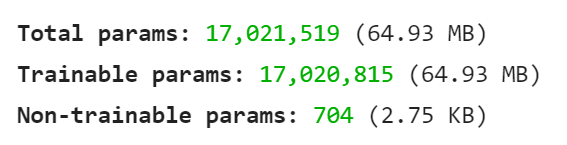 Total params: 17,021,519 (64.93 MB)
Trainable params: 17,020,815 (64.93 MB)
Non-trainable params: 704 (2.75 KB)